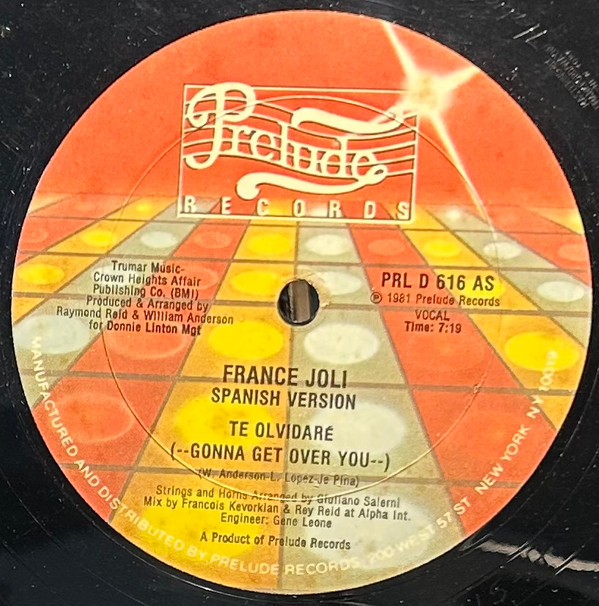 Prelude
RECORDS
Trumar Music-
Crown Heights Affair
Publishing Co. (BMI)
Produced & Arranged by
Raymond Reid & William Anderson
for Donnie Linton Mgt
PRL D 616 AS
℗ 1981 Prelude Records
VOCAL
Time: 7:19
FRANCE JOLI
SPANISH VERSION
TE OLVIDARÉ
(--GONNA GET OVER YOU--)
(W. Anderson-L. Lopez-Je Pina)
Strings and Horns Arranged by Giuliano Salerni
Mix by Francois Kevorkian & Rey Reid at Alpha Int.
Engineer: Gene Leone
A Product of Prelude Records
MANUFACTURED AND DISTRIBUTED BY PRELUDE RECORDS, 200 WEST 57 ST NEW YORK N.Y. 10019